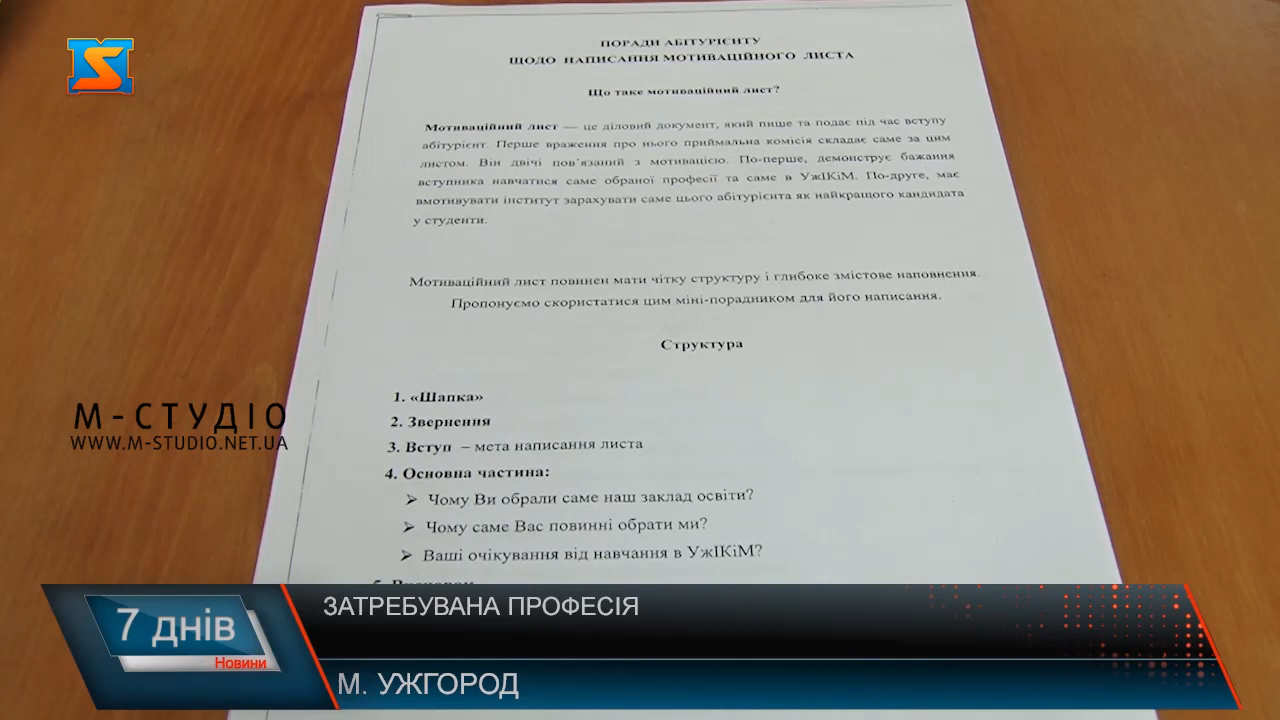 ПОРАДИ АБІТУРІЄНТУ
ЩОДО НАПИСАННЯ МОТИВАЦІЙНОГО ЛИСТА
Що таке мотиваційний лист?
Мотиваційний лист — це діловий документ, який пише та подає під час вступу
абітурієнт. Перше враження про нього приймальна комісія складає саме за цим
листом. Він двічі пов'язаний з мотивацією. По-перше, демонструє бажання
вступника навчатися саме обраної професії та саме в УжІКіМ. По-друге, має
вмотивувати інститут зарахувати саме цього абітурієнта як найкращого кандидата
у студенти.
Мотиваційний лист повинен мати чітку структуру і глибоке змістове наповнення.
Пропонуємо скористатися цим міні-порадником для його написання.
Структура
1. «Шапка»
2. Звернення
3. Вступ – мета написання листа
4. Основна частина:
➢ Чому Ви обрали саме наш заклад освіти?
➢ Чому саме Вас повинні обрати ми?
➢ Ваші очікування від навчання в УжІКіМ?
М-СТУДІО
WWW.M-STUDIO.NET.UA
7 днів
Новини
ЗАТРЕБУВАНА ПРОФЕСІЯ
М. УЖГОРОД